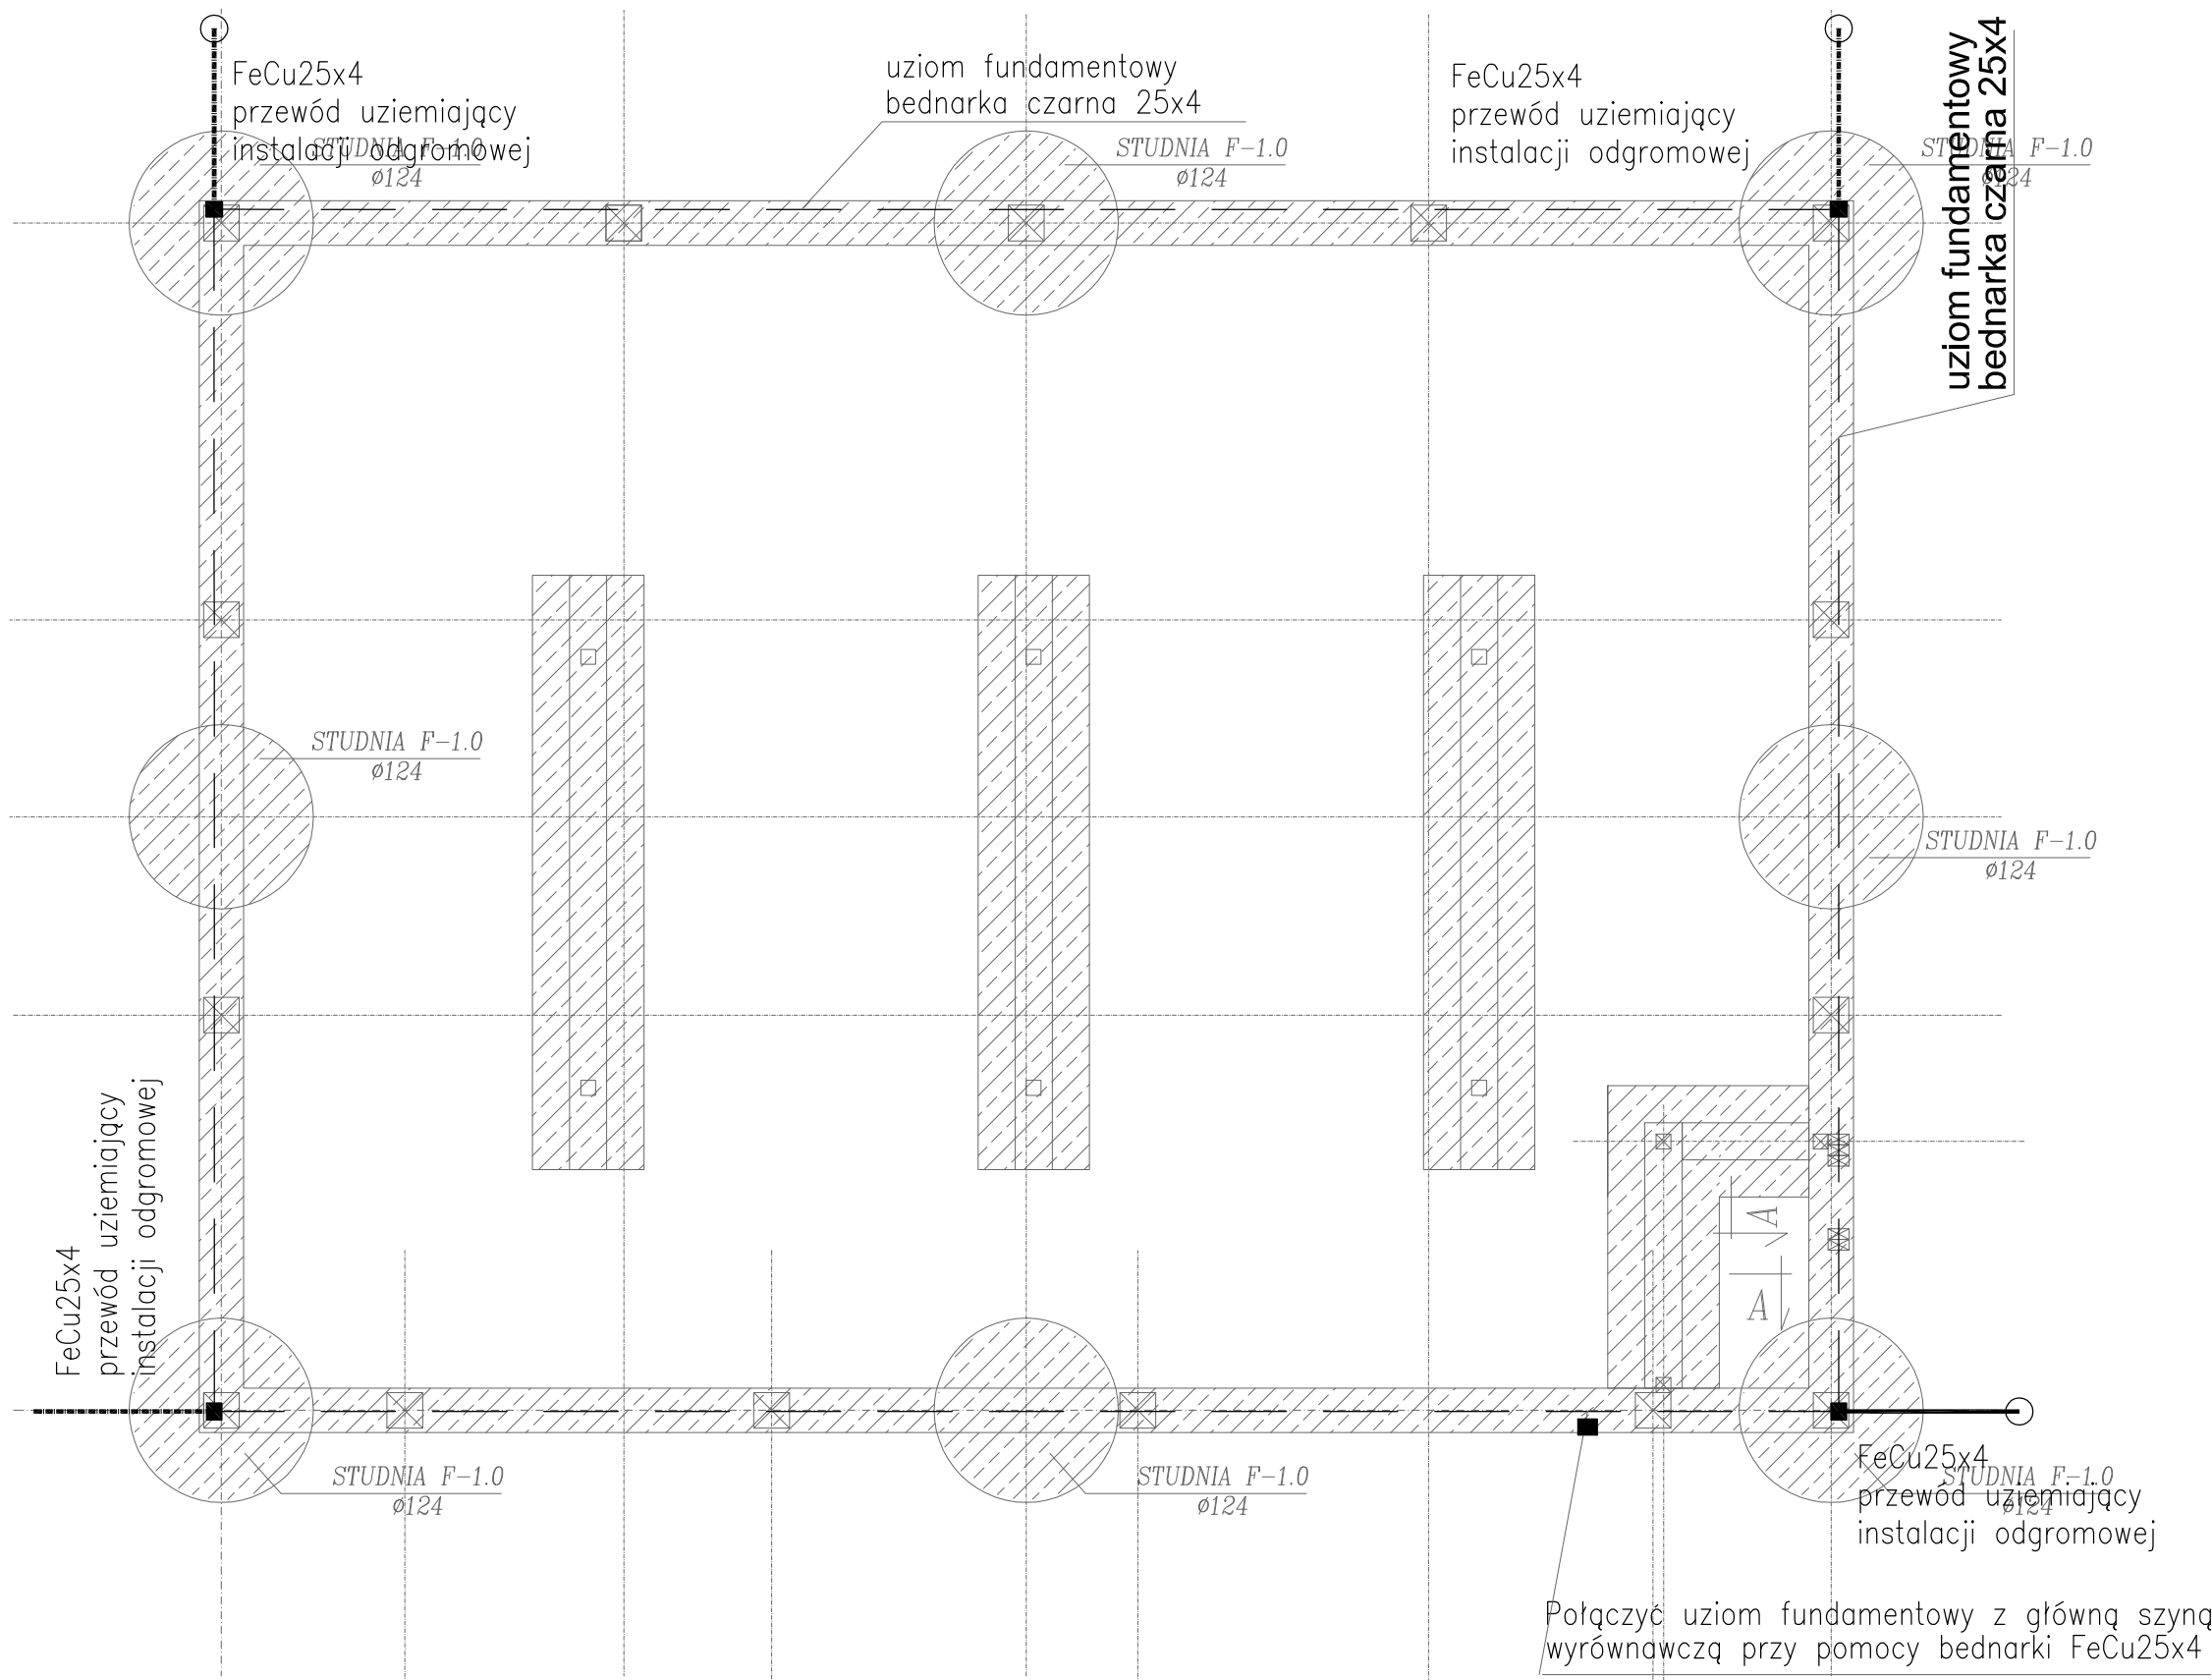 FeCu25x4
przewód uziemiający
instalacji odgromowej
STUDNIA F-1.0
ø124
uziom fundamentowy
bednarka czarna 25x4
STUDNIA F-1.0
ø124
FeCu25x4
przewód uziemiający
instalacji odgromowej
uziom fundamentowy
bednarka czarna 25x4
STUDNIA F-1.0
ø124
STUDNIA F-1.0
ø124
STUDNIA F-1.0
ø124
FeCu25x4
przewód uziemiający
instalacji odgromowej
A
A
STUDNIA F-1.0
ø124
STUDNIA F-1.0
ø124
FeCu25x4
przewód uziemiający
instalacji odgromowej
STUDNIA F-1.0
ø124
Połączyć uziom fundamentowy z główną szyną
wyrównawczą przy pomocy bednarki FeCu25x4